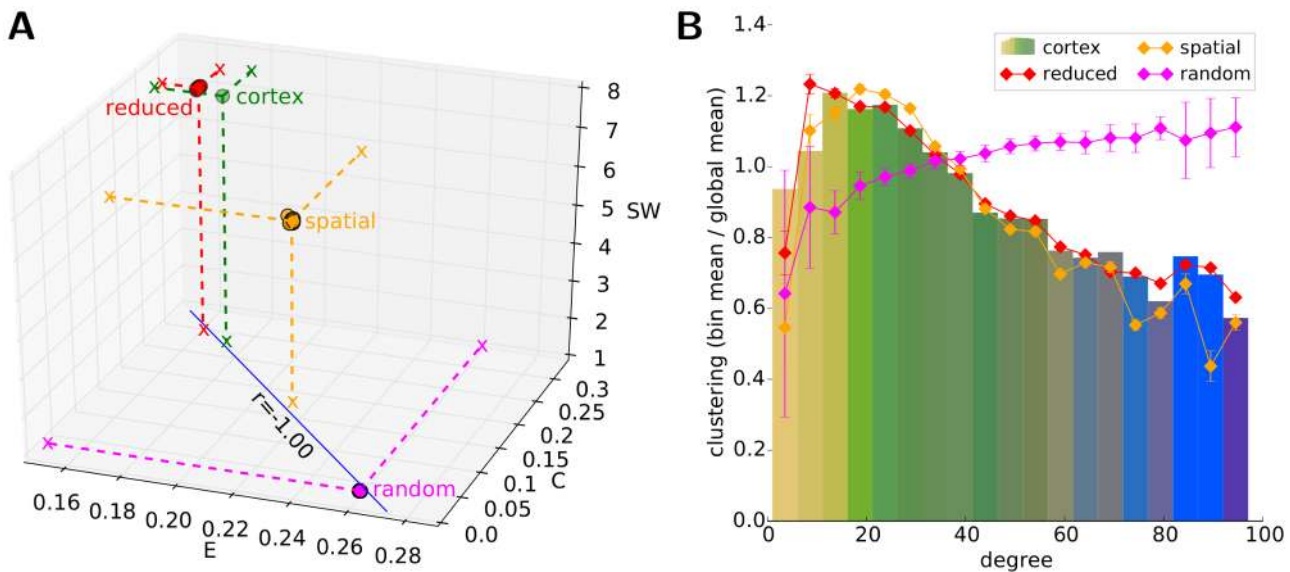 A
reduced
cortex
spatial
random
r=-1.00
8
7
6
5
4
3
2
1
SW
0.3
0.25
0.2
0.15
0.1
0.05
0.0
C
0.16
0.18
0.20
0.22
0.24
0.26
0.28
E
B
1.4
1.2
1.0
0.8
0.6
0.4
0.2
0.0
clustering (bin mean / global mean)
cortex
spatial
reduced
random
0
20
40
60
80
100
degree